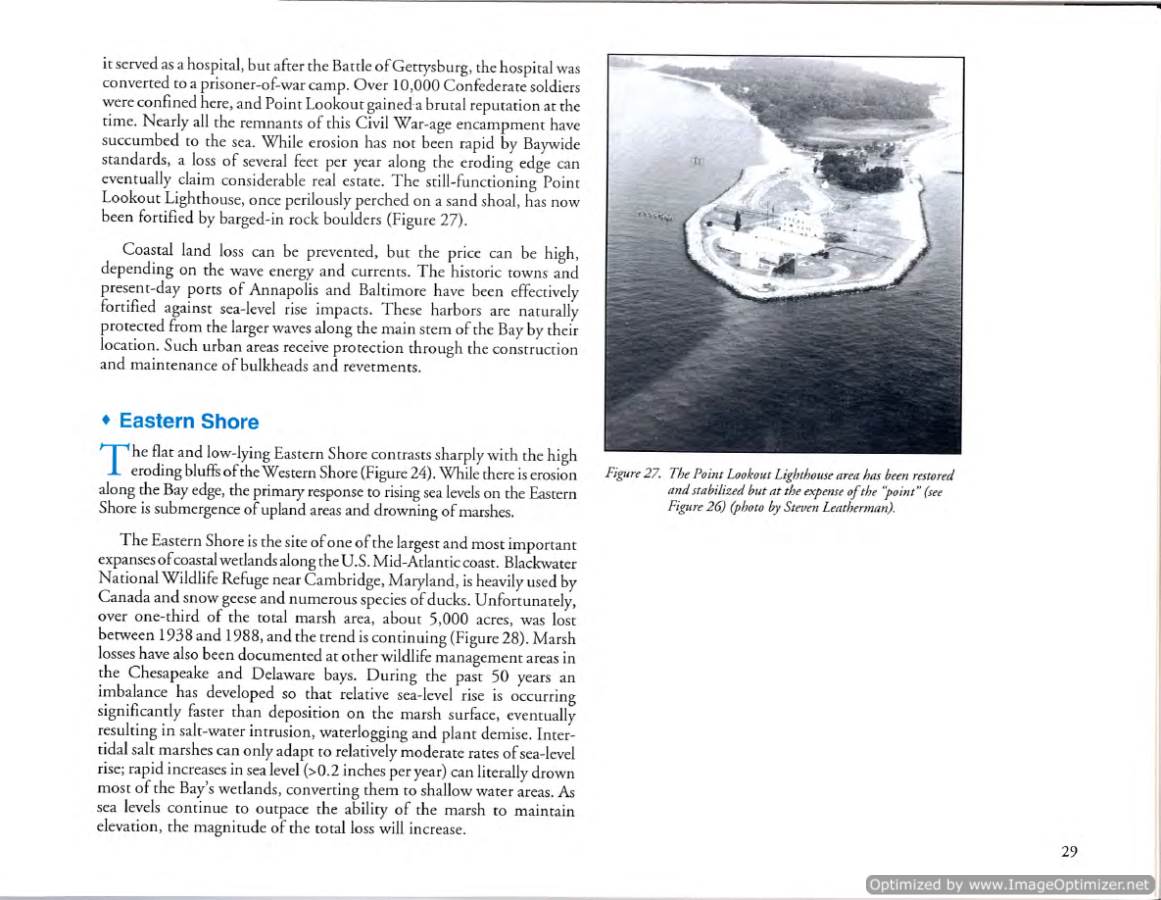 it served as a hospital, but after the Battle of Gettysburg, the hospital was
converted to a prisoner-of-war camp. Over 10,000 Confederate soldiers
were confined here, and Point Lookout gained a brutal reputation at the
time. Nearly all the remnants of this Civil War-age encampment have
succumbed to the sea. While erosion has not been rapid by Baywide
standards, a loss of several feet per year along the eroding edge can
eventually claim considerable real estate. The still-functioning Point
Lookout Lighthouse, once perilously perched on a sand shoal, has now
been fortified by barged-in rock boulders (Figure 27).
Coastal land loss can be prevented, but the price can be high,
depending on the wave energy and currents. The historic towns and
present-day ports of Annapolis and Baltimore have been effectively
fortified against sea-level rise impacts. These harbors are naturally
protected from the larger waves along the main stem of the Bay by their
location. Such urban areas receive protection through the construction
and maintenance of bulkheads and revetments.
♦ Eastern Shore
The flat and low-lying Eastern Shore contrasts sharply with the high
eroding bluffs of the Western Shore (Figure 24). While there is erosion
along the Bay edge, the primary response to rising sea levels on the Eastern
Shore is submergence of upland areas and drowning of marshes.
The Eastern Shore is the site of one of the largest and most important
expanses of coastal wetlands along the U.S. Mid-Atlantic coast. Blackwater
National Wildlife Refuge near Cambridge, Maryland, is heavily used by
Canada and snow geese and numerous species of ducks. Unfortunately,
over one-third of the total marsh area, about 5,000 acres, was lost
between 1938 and 1988, and the trend is continuing (Figure 28). Marsh
losses have also been documented at other wildlife management areas in
the Chesapeake and Delaware bays. During the past 50 years an
imbalance has developed so that relative sea-level rise is occurring
significantly faster than deposition on the marsh surface, eventually
resulting in salt-water intrusion, waterlogging and plant demise. Inter-
tidal salt marshes can only adapt to relatively moderate rates of sea-level
rise; rapid increases in sea level (>0.2 inches per year) can literally drown
most of the Bay's wetlands, converting them to shallow water areas. As
sea levels continue to outpace the ability of the marsh to maintain
elevation, the magnitude of the total loss will increase.
Figure 27. The Point Lookout Lighthouse area has been restored
and stabilized but at the expense of the "point" (see
Figure 26) (photo by Steven Leatherman).
29
Optimized by www.ImageOptimizer.net